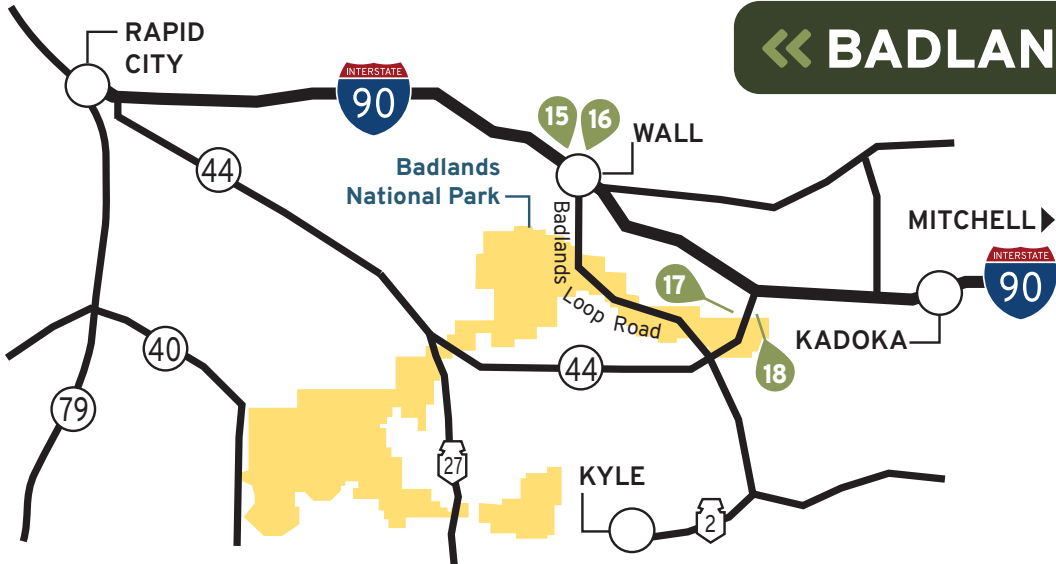 RAPID
CITY
INTERSTATE
90
« BADLAN
15
16
WALL
44
Badlands
National Park
Badlands
Loop Road
MITCHELL
INTERSTATE
90
17
KADOKA
40
44
18
79
27
KYLE
2